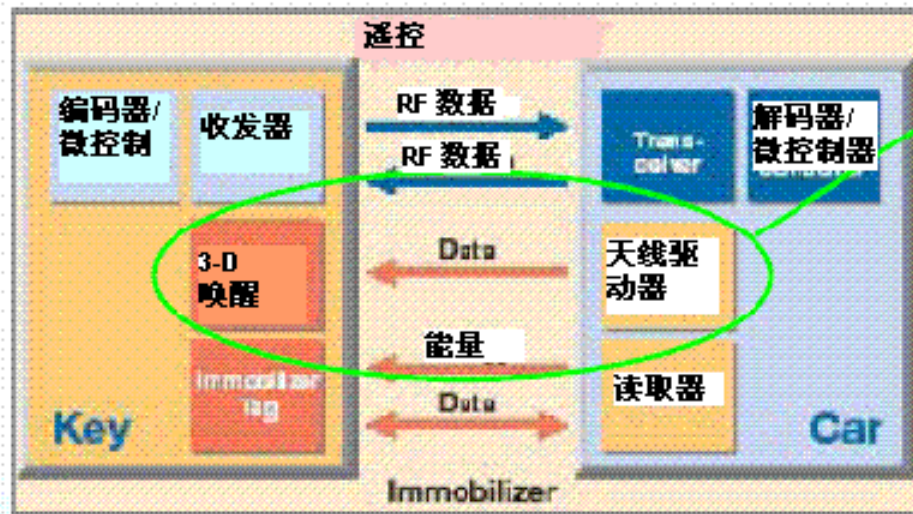 遥控
编码器/
微控制
收发器
RF 数据
RF 数据
Trans-
ceiver
解码器/
微控制器
3-D
唤醒
Data
天线驱
动器
能量
Immobilizer
Tag
Data
读取器
Key
Car
Immobilizer